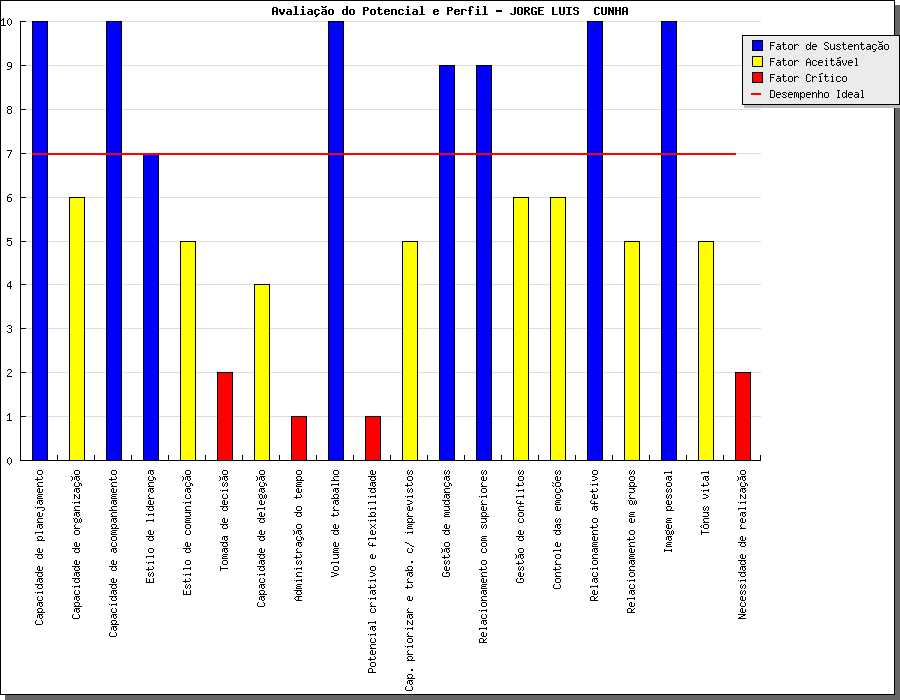 Avaliação do Potencial e Perfil - JORGE LUIS  CUNHA
Fator de Sustentação
Fator Aceitável
Fator Crítico
Desempenho Ideal
10
9
8
7
6
5
4
3
2
1
0
Capacidade de planejamento
Capacidade de organização
Capacidade de acompanhamento
Estilo de liderança
Estilo de comunicação
Tomada de decisão
Capacidade de delegação
Administração do tempo
Volume de trabalho
Potencial criativo e flexibilidade
Cap. priorizar e trab. c/ imprevistos
Gestão de mudanças
Relacionamento com superiores
Gestão de conflitos
Controle das emoções
Relacionamento afetivo
Relacionamento em grupos
Imagem pessoal
Tônus vital
Necessidade de realização